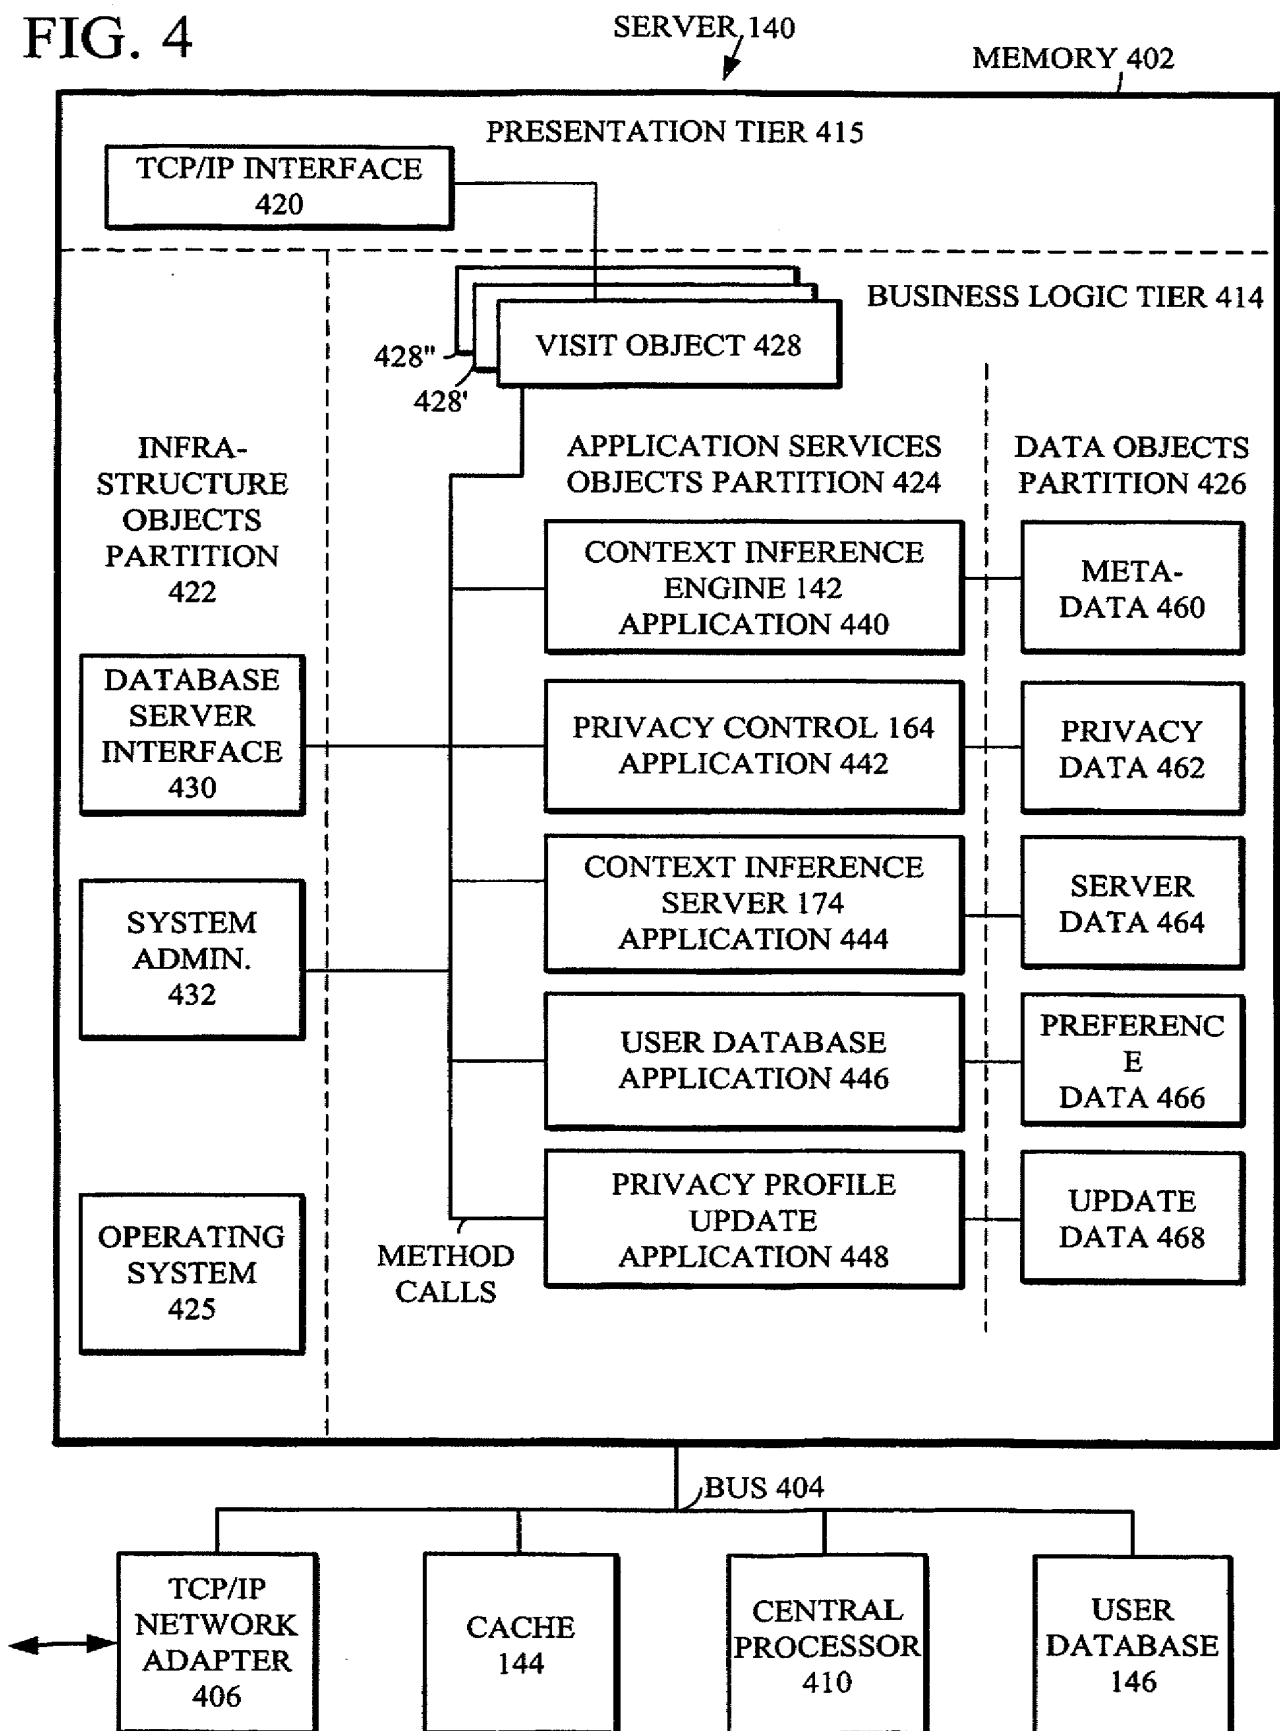 FIG. 4
SERVER 140
MEMORY 402
PRESENTATION TIER 415
TCP/IP INTERFACE
420
BUSINESS LOGIC TIER 414
VISIT OBJECT 428
428"
428'
INFRA-
STRUCTURE
OBJECTS
PARTITION
422
APPLICATION SERVICES
OBJECTS PARTITION 424
DATA OBJECTS
PARTITION 426
CONTEXT INFERENCE
ENGINE 142
APPLICATION 440
META-
DATA 460
DATABASE
SERVER
INTERFACE
430
PRIVACY CONTROL 164
APPLICATION 442
PRIVACY
DATA 462
SYSTEM
ADMIN.
432
CONTEXT INFERENCE
SERVER 174
APPLICATION 444
SERVER
DATA 464
USER DATABASE
APPLICATION 446
PREFERENC
E
DATA 466
OPERATING
SYSTEM
425
METHOD
CALLS
PRIVACY PROFILE
UPDATE
APPLICATION 448
UPDATE
DATA 468
BUS 404
TCP/IP
NETWORK
ADAPTER
406
CACHE
144
CENTRAL
PROCESSOR
410
USER
DATABASE
146